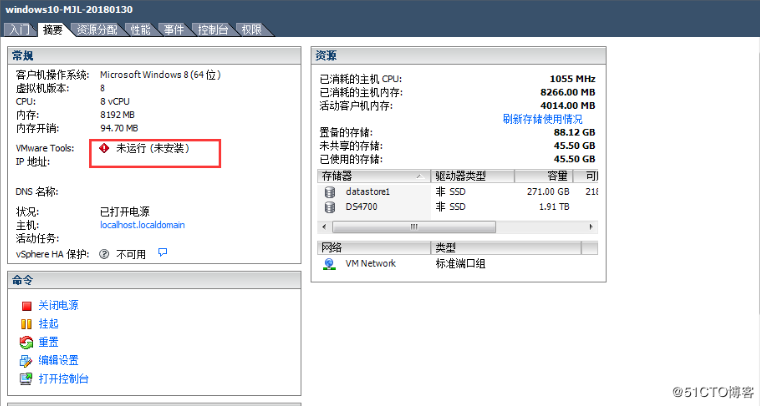 windows10-MJL-20180130
入门 摘要 资源分配 性能 事件 控制台 权限
常规
客户机操作系统: Microsoft Windows 8 (64 位)
虚拟机版本: 8
CPU: 8 vCPU
内存: 8192 MB
内存开销: 94.70 MB
VMware Tools: 未运行 (未安装)
IP 地址:
DNS 名称:
状况: 已打开电源
主机: localhost.localdomain
活动任务:
vSphere HA 保护: 不可用
命令
关闭电源
挂起
重置
编辑设置
打开控制台
资源
已消耗的主机 CPU: 1055 MHz
已消耗的主机内存: 8266.00 MB
活动客户机内存: 4014.00 MB
刷新存储使用情况
置备的存储: 88.12 GB
未共享的存储: 45.50 GB
已使用的存储: 45.50 GB
存储器 驱动器类型 容量
datastore1 非 SSD 271.00 GB 218
DS4700 非 SSD 1.91 TB
网络 类型
VM Network 标准端口组
@51CTO博客